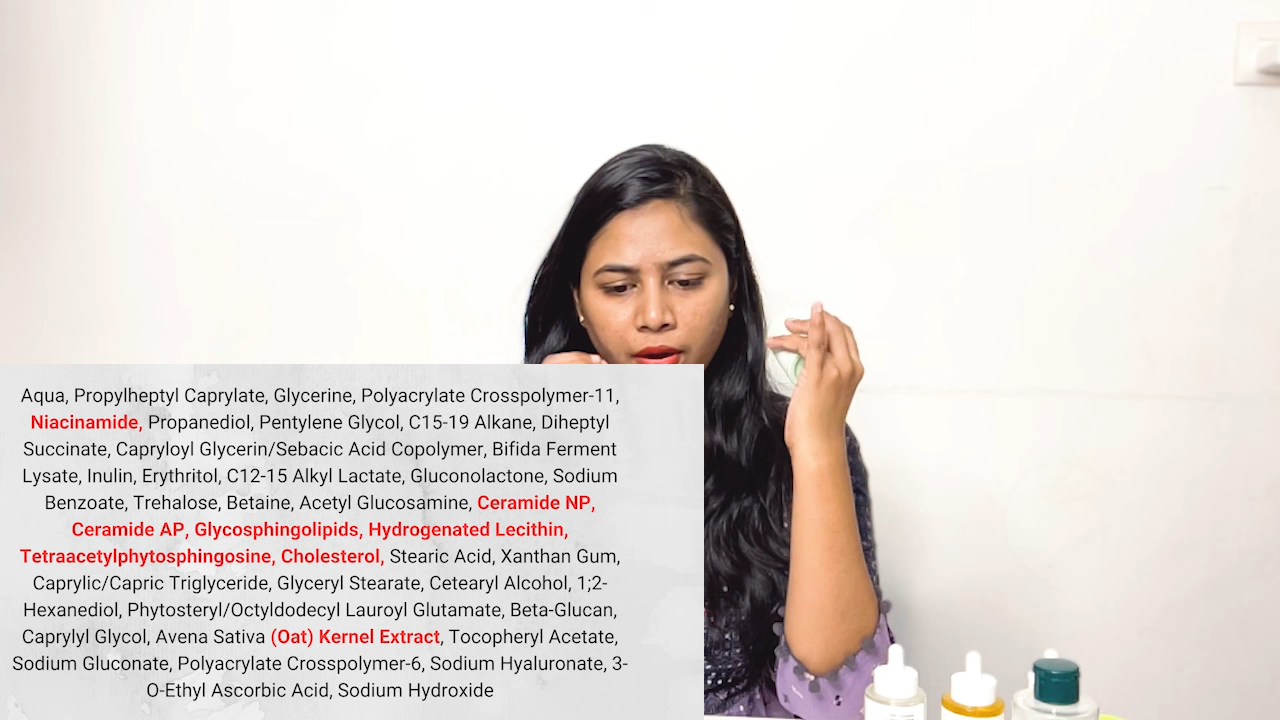 Aqua, Propylheptyl Caprylate, Glycerine, Polyacrylate Crosspolymer-11,
Niacinamide, Propanediol, Pentylene Glycol, C15-19 Alkane, Diheptyl
Succinate, Capryloyl Glycerin/Sebacic Acid Copolymer, Bifida Ferment
Lysate, Inulin, Erythritol, C12-15 Alkyl Lactate, Gluconolactone, Sodium
Benzoate, Trehalose, Betaine, Acetyl Glucosamine, Ceramide NP,
Ceramide AP, Glycosphingolipids, Hydrogenated Lecithin,
Tetraacetylphytosphingosine, Cholesterol, Stearic Acid, Xanthan Gum,
Caprylic/Capric Triglyceride, Glyceryl Stearate, Cetearyl Alcohol, 1;2-
Hexanediol, Phytosteryl/Octyldodecyl Lauroyl Glutamate, Beta-Glucan,
Caprylyl Glycol, Avena Sativa (Oat) Kernel Extract, Tocopheryl Acetate,
Sodium Gluconate, Polyacrylate Crosspolymer-6, Sodium Hyaluronate, 3-
O-Ethyl Ascorbic Acid, Sodium Hydroxide